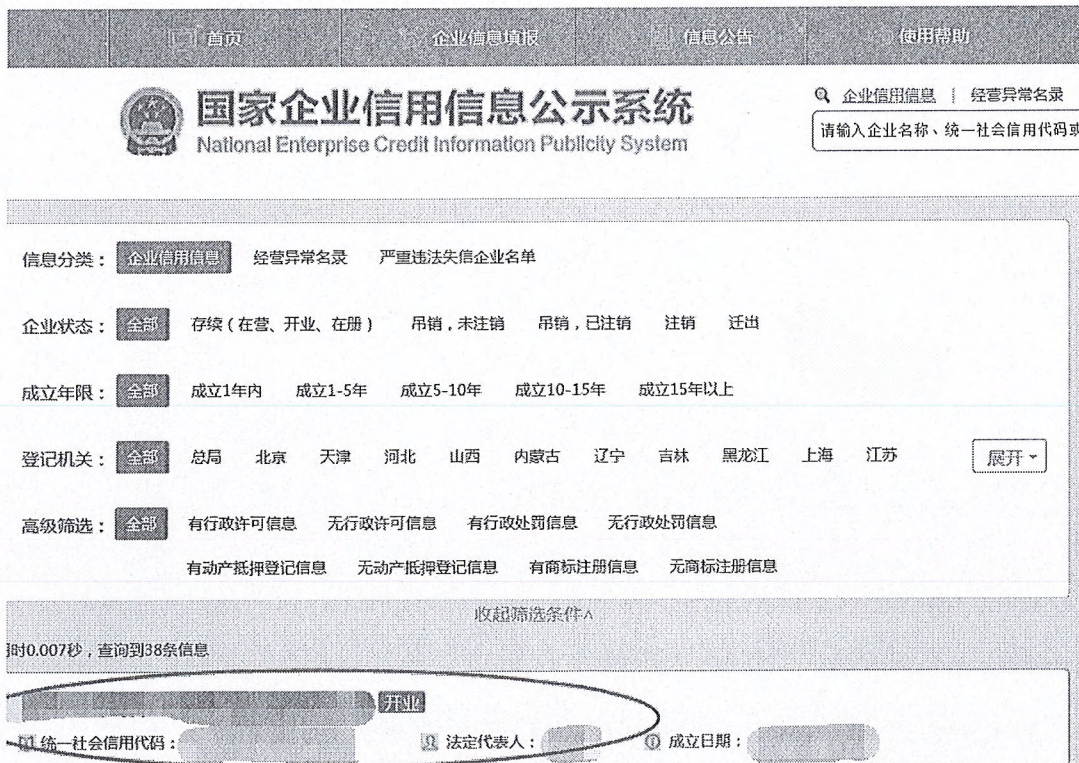 首页 企业信息填报 信息公告 使用帮助
国家企业信用信息公示系统
National Enterprise Credit Information Publicity System
企业信用信息 | 经营异常名录
请输入企业名称、统一社会信用代码或
信息分类： 企业信用信息 经营异常名录 严重违法失信企业名单
企业状态： 全部 存续（在营、开业、在册） 吊销，未注销 吊销，已注销 注销 迁出
成立年限： 全部 成立1年内 成立1-5年 成立5-10年 成立10-15年 成立15年以上
登记机关： 全部 总局 北京 天津 河北 山西 内蒙古 辽宁 吉林 黑龙江 上海 江苏 展开
高级筛选： 全部 有行政许可信息 无行政许可信息 有行政处罚信息 无行政处罚信息
有动产抵押登记信息 无动产抵押登记信息 有商标注册信息 无商标注册信息
收起筛选条件
时0.007秒，查询到38条信息
开业
统一社会信用代码： 法定代表人： 成立日期：